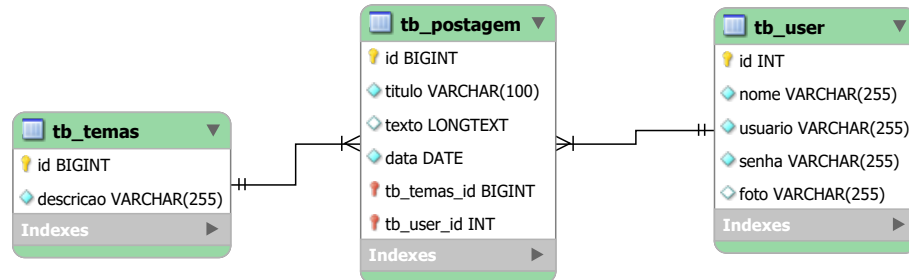 tb_temas
id BIGINT
descricao VARCHAR(255)
Indexes
tb_postagem
id BIGINT
titulo VARCHAR(100)
texto LONGTEXT
data DATE
tb_temas_id BIGINT
tb_user_id INT
Indexes
tb_user
id INT
nome VARCHAR(255)
usuario VARCHAR(255)
senha VARCHAR(255)
foto VARCHAR(255)
Indexes